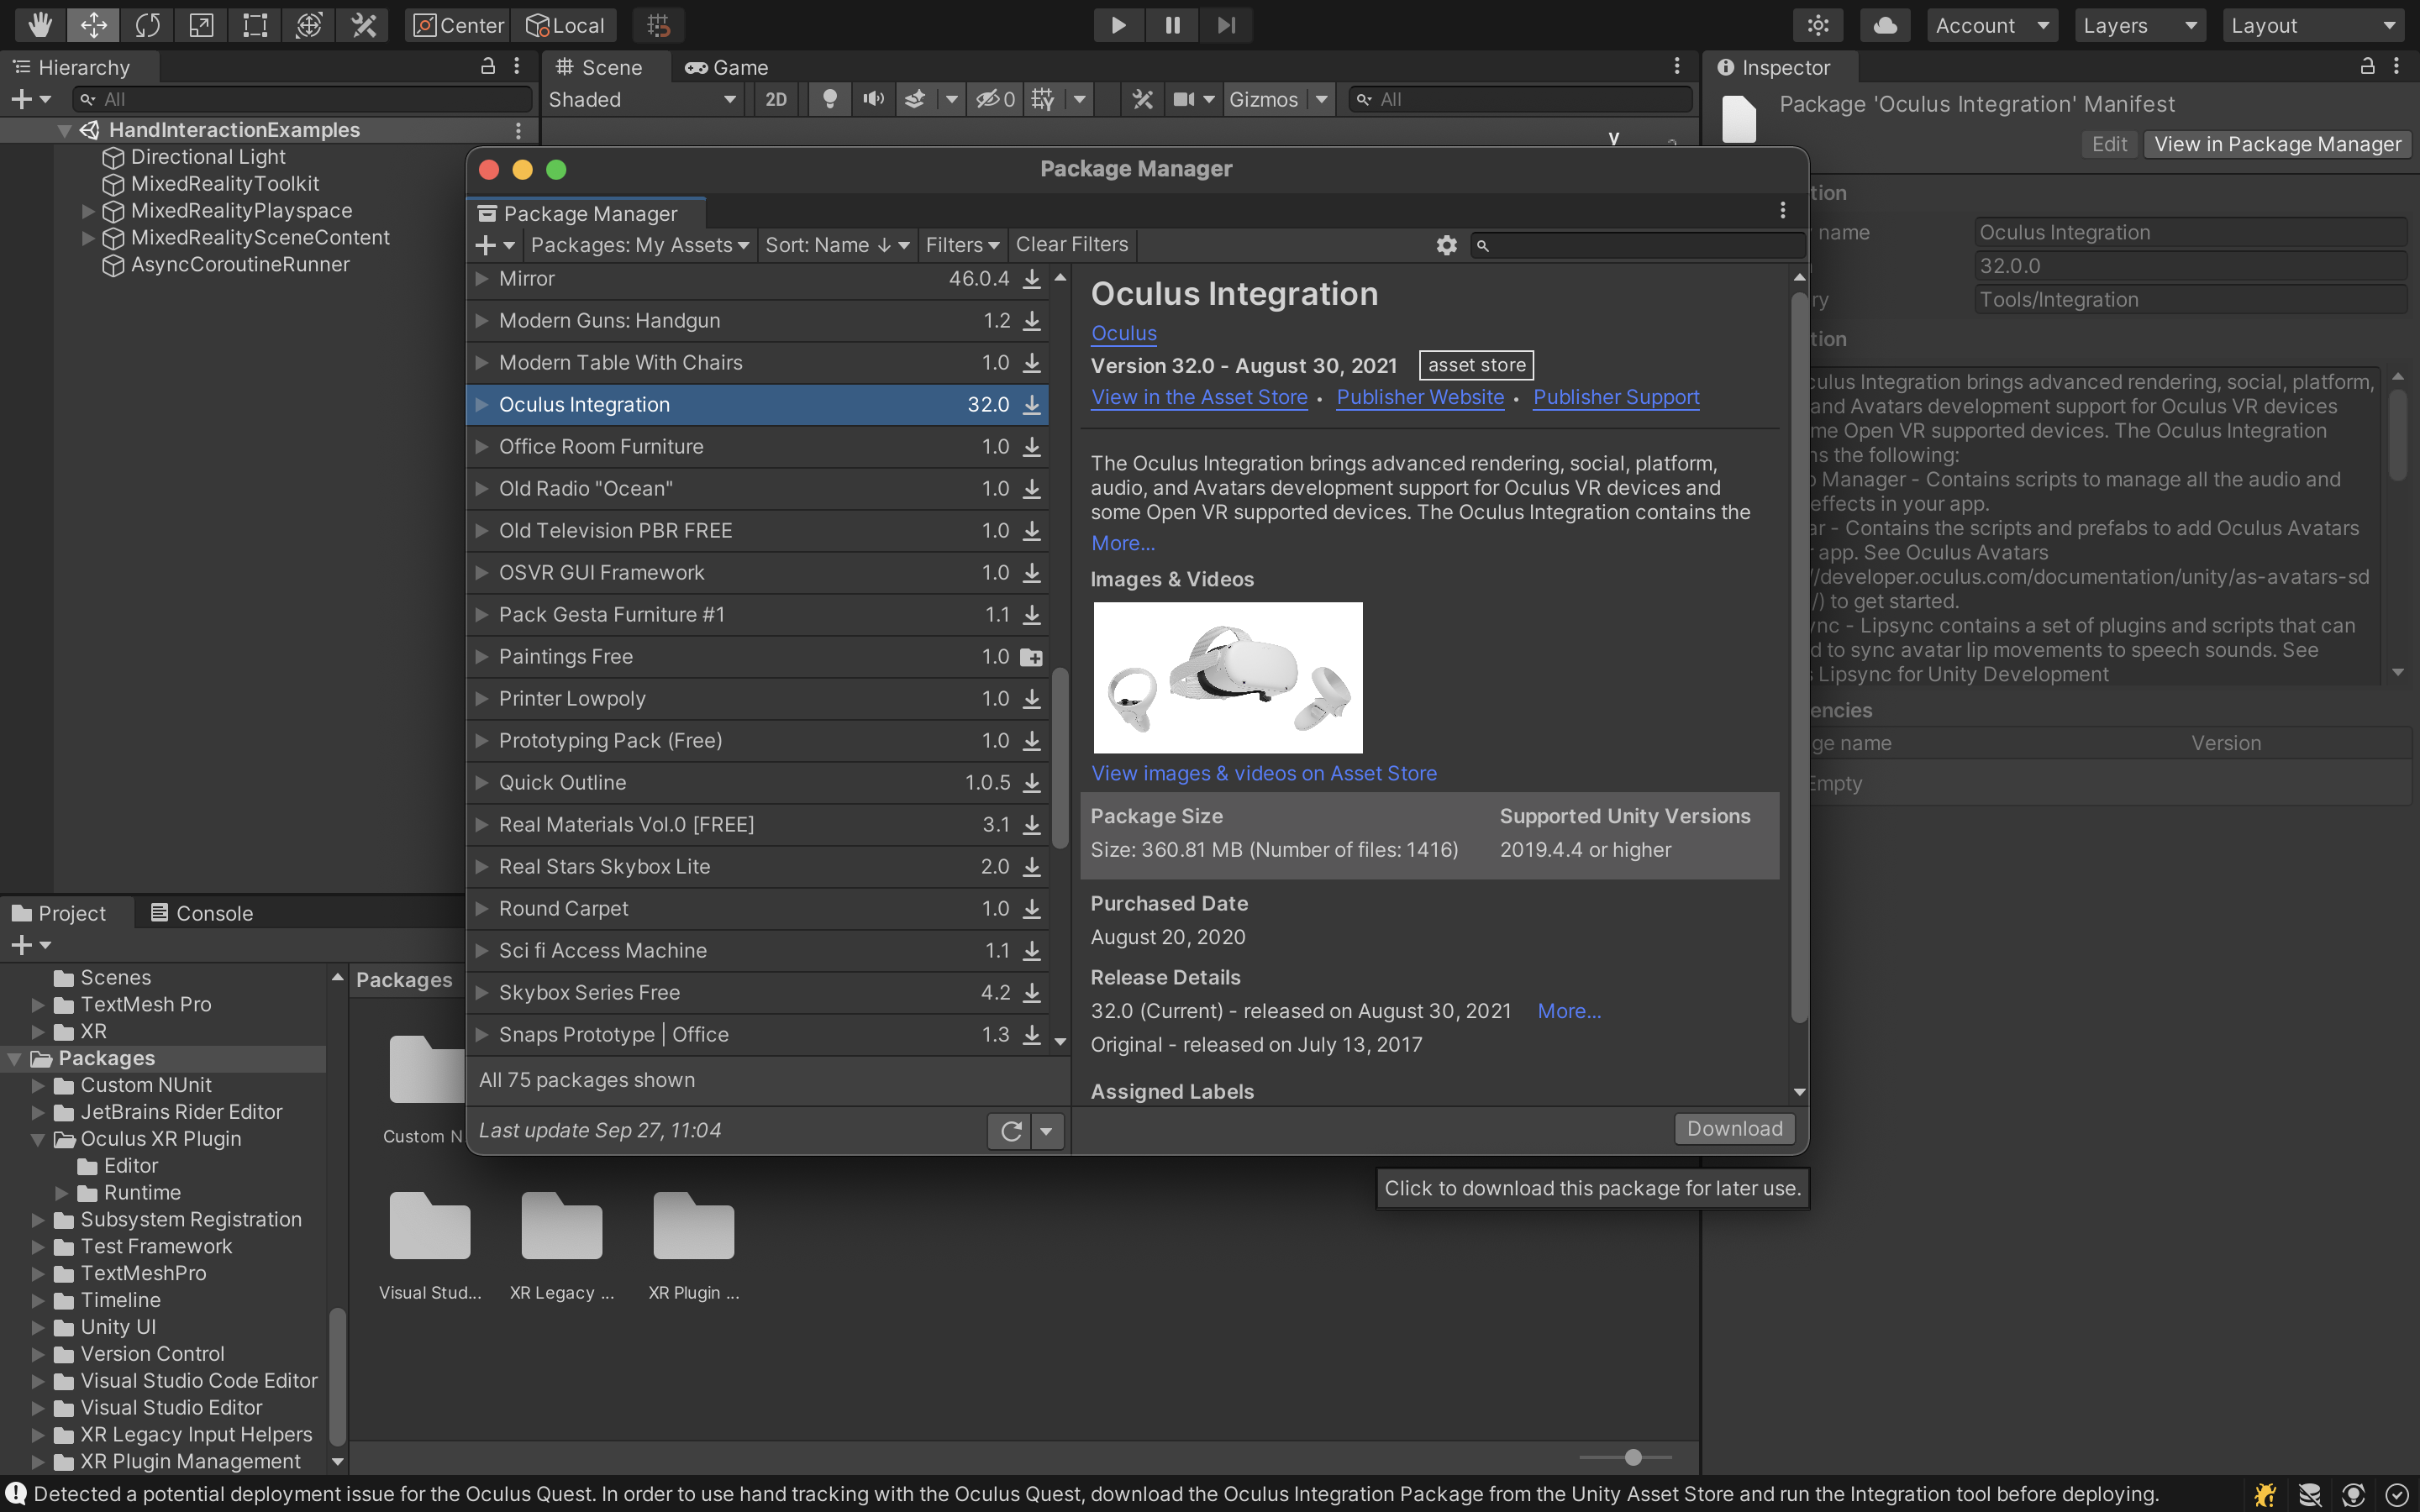 Center
Local
Account
Layers
Layout
Hierarchy
All
HandInteractionExamples
Directional Light
MixedRealityToolkit
MixedRealityPlayspace
MixedRealitySceneContent
AsyncCoroutineRunner
Scene
Game
Shaded
2D
0
Gizmos
All
y
Inspector
Package 'Oculus Integration' Manifest
Edit
View in Package Manager
tion
name
Oculus Integration
32.0.0
ry
Tools/Integration
tion
culus Integration brings advanced rendering, social, platform,
and Avatars development support for Oculus VR devices
me Open VR supported devices. The Oculus Integration
ns the following:
o Manager - Contains scripts to manage all the audio and
effects in your app.
ar - Contains the scripts and prefabs to add Oculus Avatars
r app. See Oculus Avatars
//developer.oculus.com/documentation/unity/as-avatars-sd
/) to get started.
ync - Lipsync contains a set of plugins and scripts that can
d to sync avatar lip movements to speech sounds. See
s Lipsync for Unity Development
encies
ge name
Version
Empty
Package Manager
Package Manager
Packages: My Assets
Sort: Name ↓
Filters
Clear Filters
Mirror 46.0.4
Modern Guns: Handgun 1.2
Modern Table With Chairs 1.0
Oculus Integration 32.0
Office Room Furniture 1.0
Old Radio "Ocean" 1.0
Old Television PBR FREE 1.0
OSVR GUI Framework 1.0
Pack Gesta Furniture #1 1.1
Paintings Free 1.0
Printer Lowpoly 1.0
Prototyping Pack (Free) 1.0
Quick Outline 1.0.5
Real Materials Vol.0 [FREE] 3.1
Real Stars Skybox Lite 2.0
Round Carpet 1.0
Sci fi Access Machine 1.1
Skybox Series Free 4.2
Snaps Prototype | Office 1.3
All 75 packages shown
Last update Sep 27, 11:04
Oculus Integration
Oculus
Version 32.0 - August 30, 2021
asset store
View in the Asset Store • Publisher Website • Publisher Support
The Oculus Integration brings advanced rendering, social, platform,
audio, and Avatars development support for Oculus VR devices and
some Open VR supported devices. The Oculus Integration contains the
More...
Images & Videos
View images & videos on Asset Store
Package Size
Supported Unity Versions
Size: 360.81 MB (Number of files: 1416)
2019.4.4 or higher
Purchased Date
August 20, 2020
Release Details
32.0 (Current) - released on August 30, 2021
More...
Original - released on July 13, 2017
Assigned Labels
Download
Click to download this package for later use.
Project
Console
Scenes
TextMesh Pro
XR
Packages
Custom NUnit
JetBrains Rider Editor
Oculus XR Plugin
Editor
Runtime
Subsystem Registration
Test Framework
TextMeshPro
Timeline
Unity UI
Version Control
Visual Studio Code Editor
Visual Studio Editor
XR Legacy Input Helpers
XR Plugin Management
Packages
Custom N
Visual Stud...
XR Legacy ...
XR Plugin ...
Detected a potential deployment issue for the Oculus Quest. In order to use hand tracking with the Oculus Quest, download the Oculus Integration Package from the Unity Asset Store and run the Integration tool before deploying.